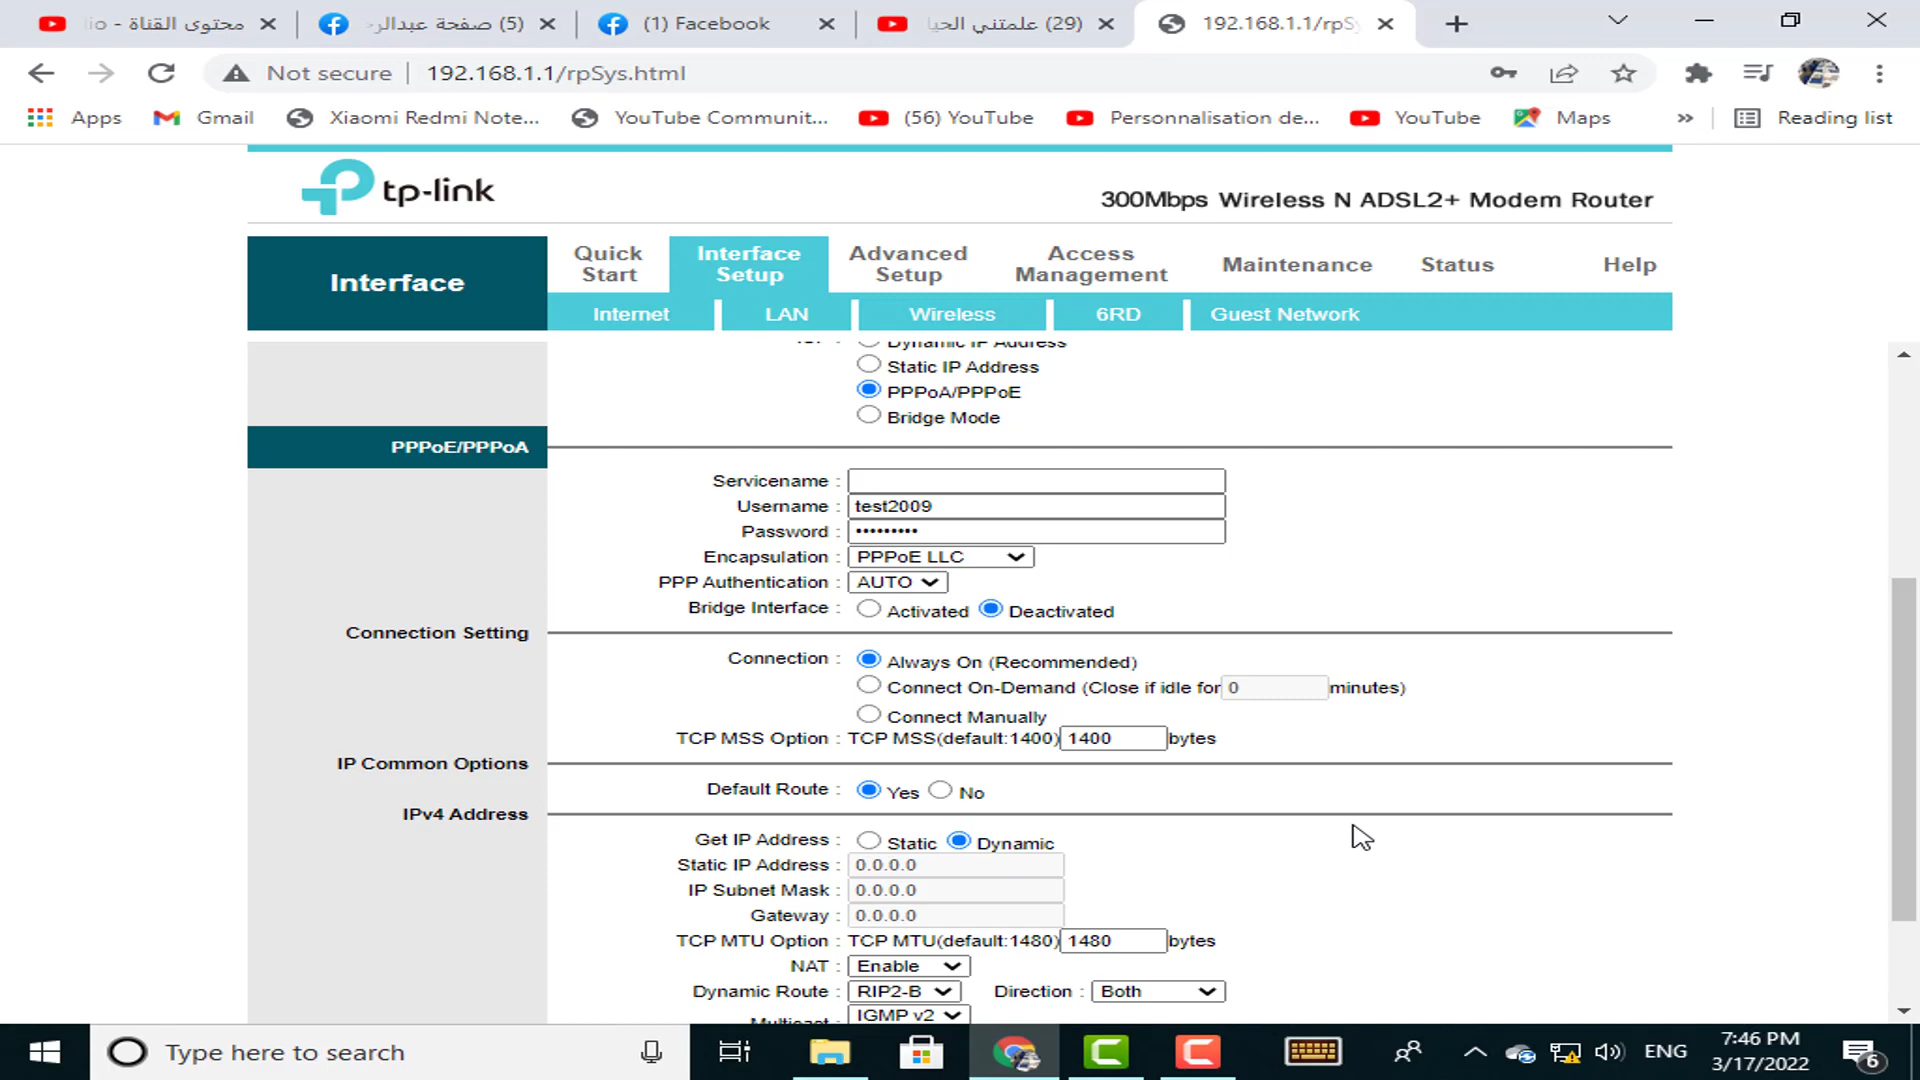 محتوى القناة - io
(5) صفحة عبدالرح
(1) Facebook
(29) علمتني الحيا
192.168.1.1/rpSy
Not secure
192.168.1.1/rpSys.html
Apps
Gmail
Xiaomi Redmi Note...
YouTube Communit...
(56) YouTube
Personnalisation de...
YouTube
Maps
»
Reading list
tp-link
300Mbps Wireless N ADSL2+ Modem Router
Interface
Quick Start
Interface Setup
Advanced Setup
Access Management
Maintenance
Status
Help
Internet
LAN
Wireless
6RD
Guest Network
Dynamic IP Address
Static IP Address
PPPoA/PPPoE
Bridge Mode
PPPoE/PPPoA
Servicename :
Username : test2009
Password : •••••••••
Encapsulation : PPPoE LLC
PPP Authentication : AUTO
Bridge Interface : Activated Deactivated
Connection Setting
Connection : Always On (Recommended)
Connect On-Demand (Close if idle for 0 minutes)
Connect Manually
TCP MSS Option : TCP MSS(default:1400) 1400 bytes
IP Common Options
Default Route : Yes No
IPv4 Address
Get IP Address : Static Dynamic
Static IP Address : 0.0.0.0
IP Subnet Mask : 0.0.0.0
Gateway : 0.0.0.0
TCP MTU Option : TCP MTU(default:1480) 1480 bytes
NAT : Enable
Dynamic Route : RIP2-B Direction : Both
Multicast IGMP v2
Type here to search
ENG
7:46 PM
3/17/2022
6